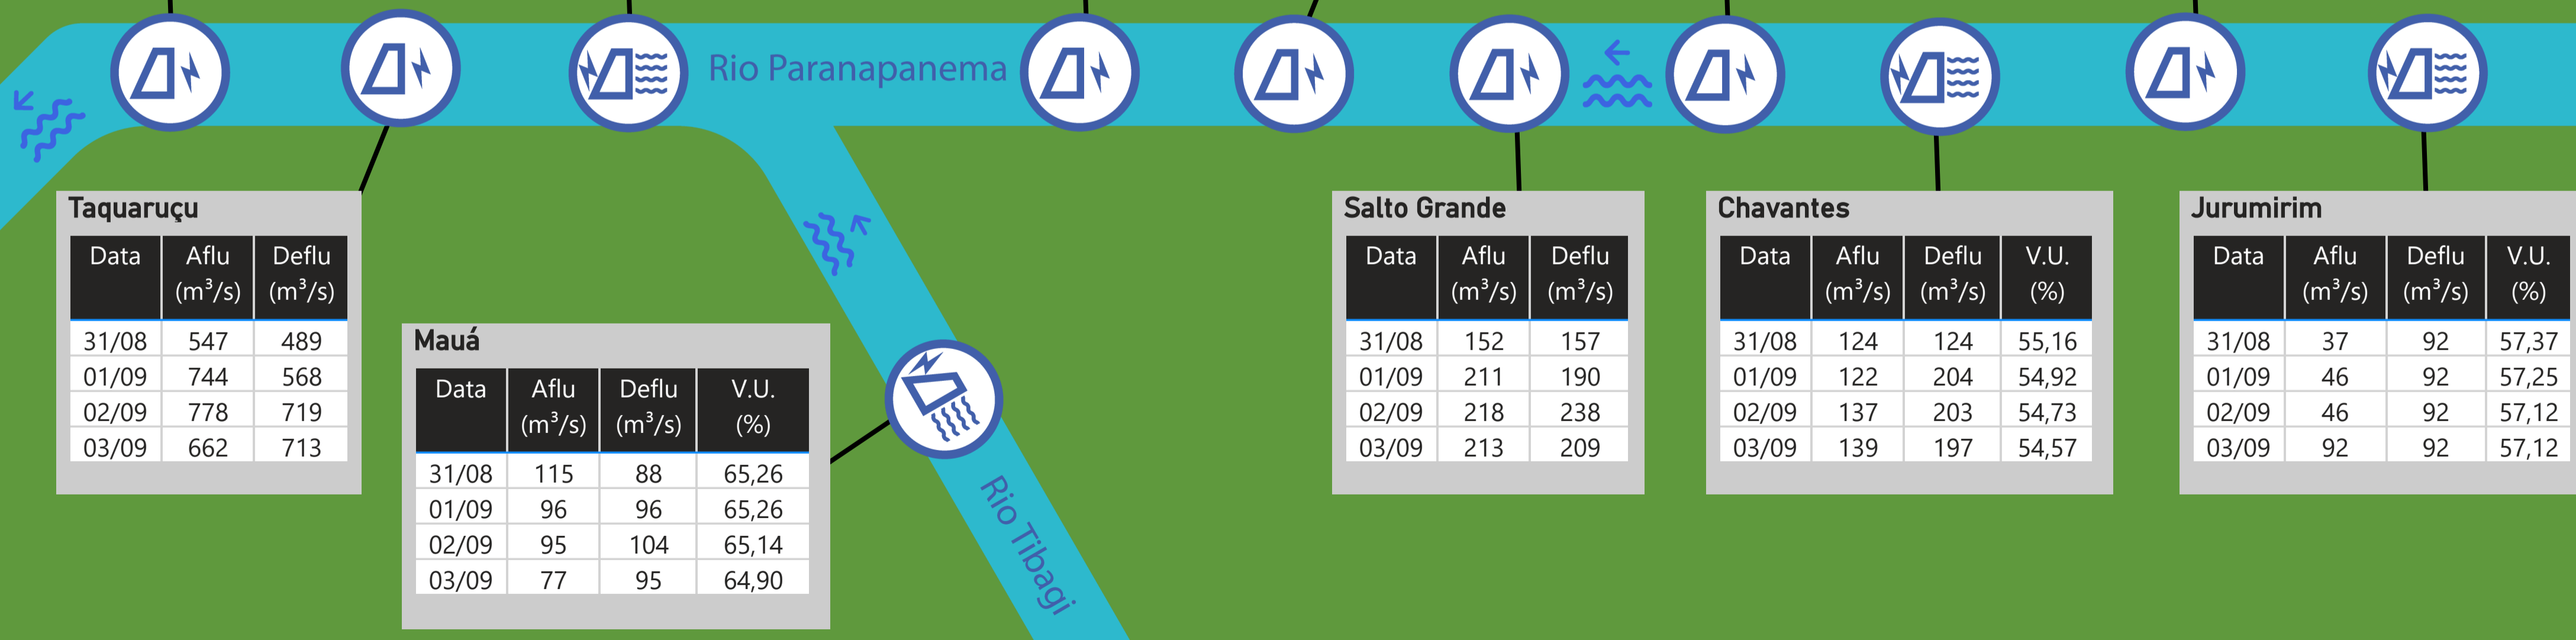 Rio Paranapanema
Taquaruçu
Data Aflu (m³/s) Deflu (m³/s)
31/08 547 489
01/09 744 568
02/09 778 719
03/09 662 713
Mauá
Data Aflu (m³/s) Deflu (m³/s) V.U. (%)
31/08 115 88 65,26
01/09 96 96 65,26
02/09 95 104 65,14
03/09 77 95 64,90
Rio Tibagi
Salto Grande
Data Aflu (m³/s) Deflu (m³/s)
31/08 152 157
01/09 211 190
02/09 218 238
03/09 213 209
Chavantes
Data Aflu (m³/s) Deflu (m³/s) V.U. (%)
31/08 124 124 55,16
01/09 122 204 54,92
02/09 137 203 54,73
03/09 139 197 54,57
Jurumirim
Data Aflu (m³/s) Deflu (m³/s) V.U. (%)
31/08 37 92 57,37
01/09 46 92 57,25
02/09 46 92 57,12
03/09 92 92 57,12